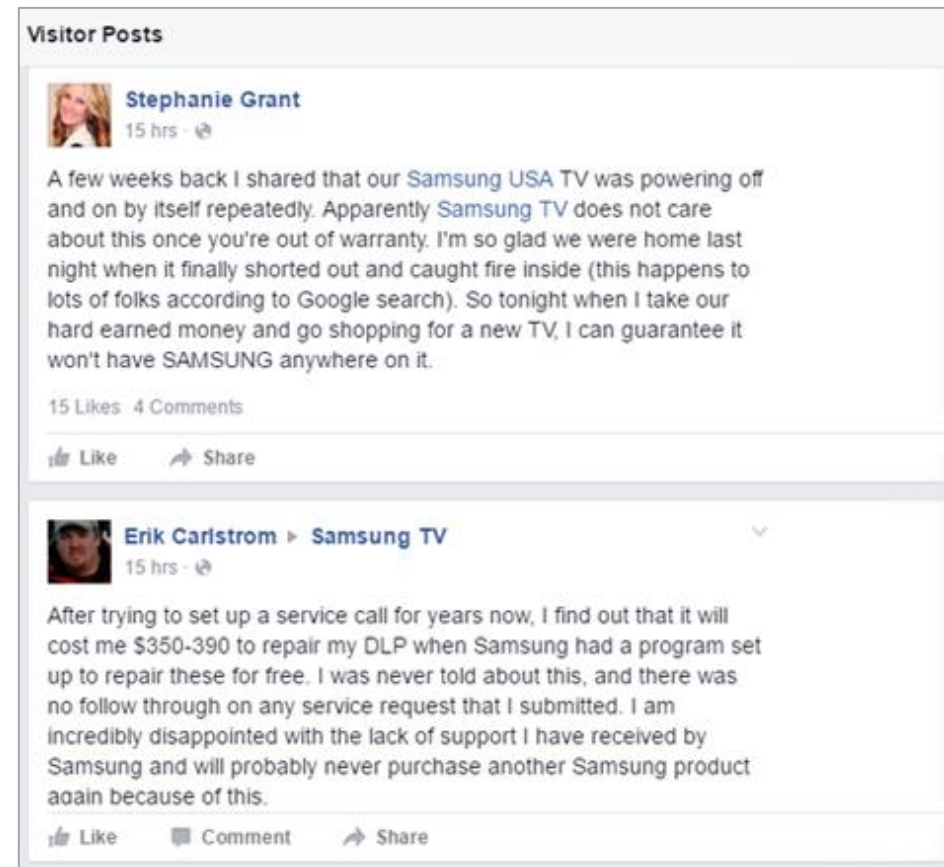 Visitor Posts
Stephanie Grant
15 hrs ·
A few weeks back I shared that our Samsung USA TV was powering off
and on by itself repeatedly. Apparently Samsung TV does not care
about this once you're out of warranty. I'm so glad we were home last
night when it finally shorted out and caught fire inside (this happens to
lots of folks according to Google search). So tonight when I take our
hard earned money and go shopping for a new TV, I can guarantee it
won't have SAMSUNG anywhere on it.
15 Likes 4 Comments
Like Share
Erik Carlstrom ▸ Samsung TV
15 hrs ·
After trying to set up a service call for years now, I find out that it will
cost me $350-390 to repair my DLP when Samsung had a program set
up to repair these for free. I was never told about this, and there was
no follow through on any service request that I submitted. I am
incredibly disappointed with the lack of support I have received by
Samsung and will probably never purchase another Samsung product
again because of this.
Like Comment Share